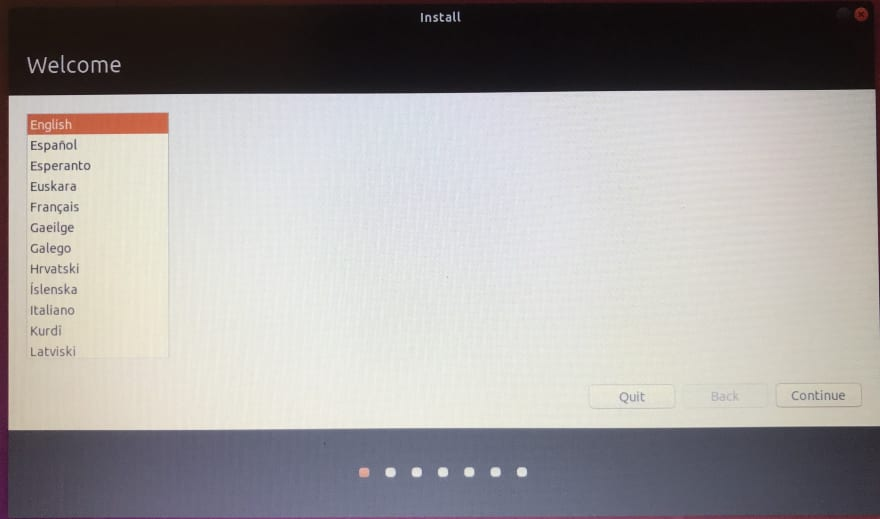 Install
Welcome
English
Español
Esperanto
Euskara
Français
Gaeilge
Galego
Hrvatski
Íslenska
Italiano
Kurdî
Latviski
Quit
Back
Continue